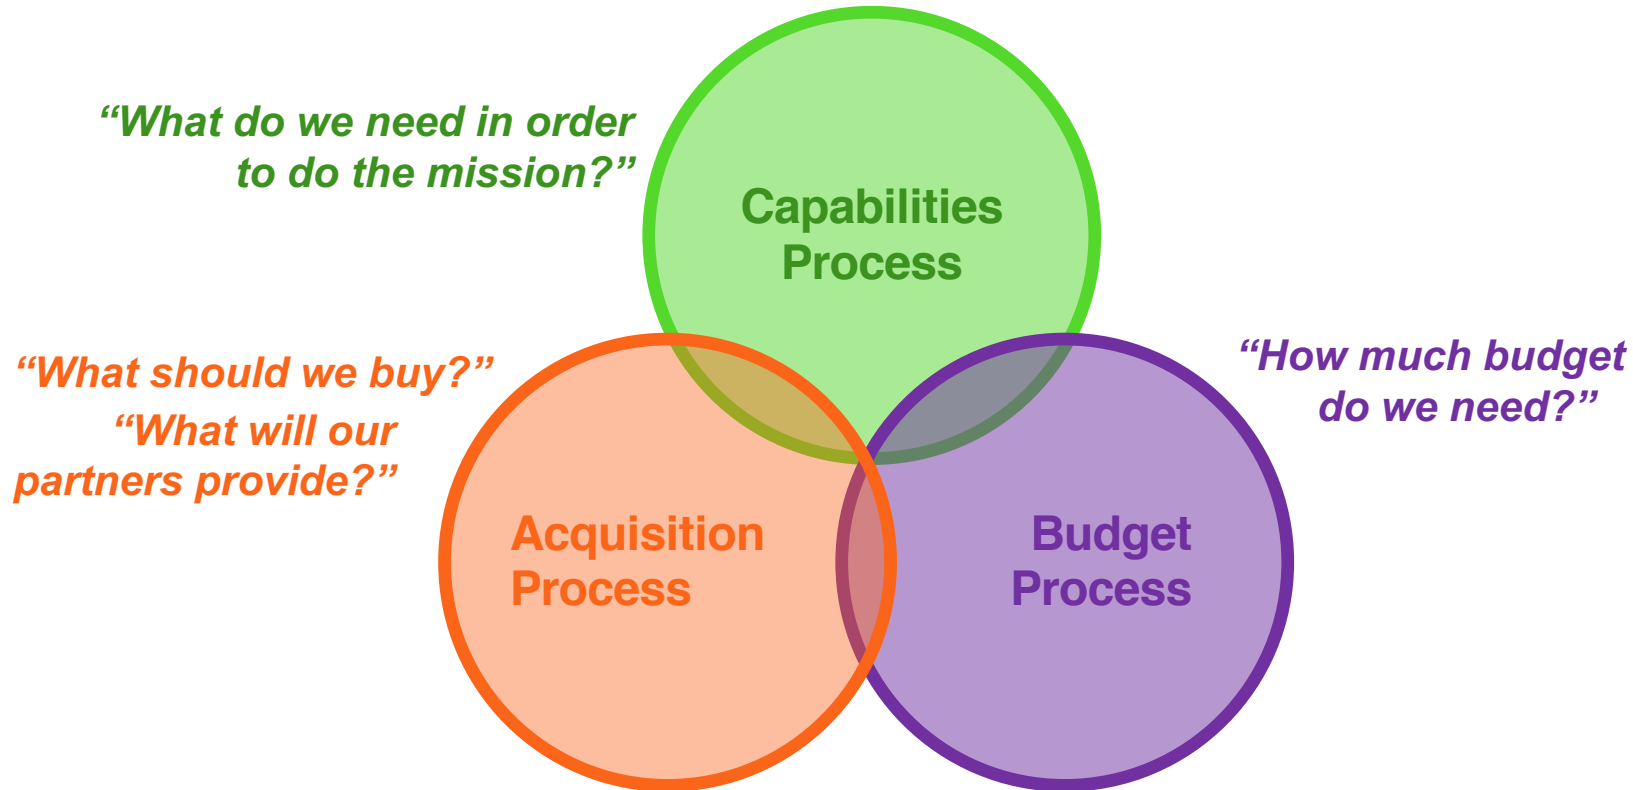 “What do we need in order
to do the mission?”
Capabilities
Process
“What should we buy?”
“What will our
partners provide?”
“How much budget
do we need?”
Acquisition
Process
Budget
Process